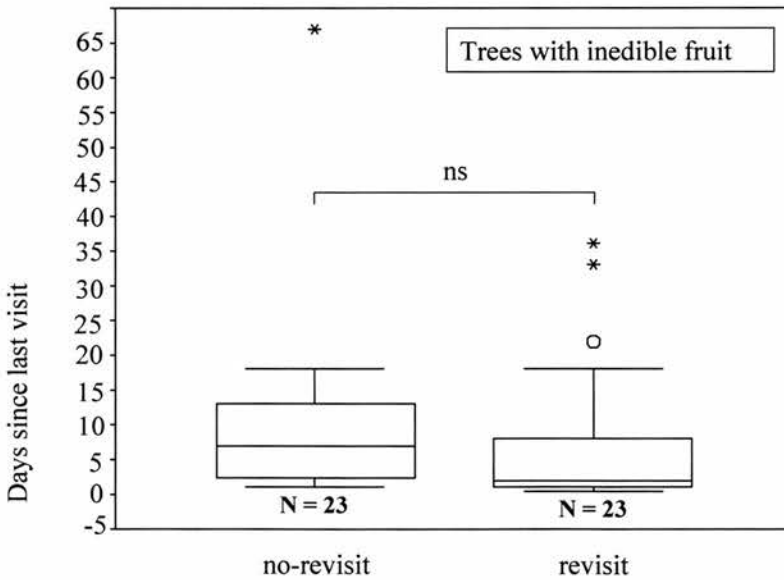 Trees with inedible fruit
65
60
55
50
45
40
35
30
25
20
15
10
5
0
-5
Days since last visit
ns
N = 23
N = 23
no-revisit
revisit